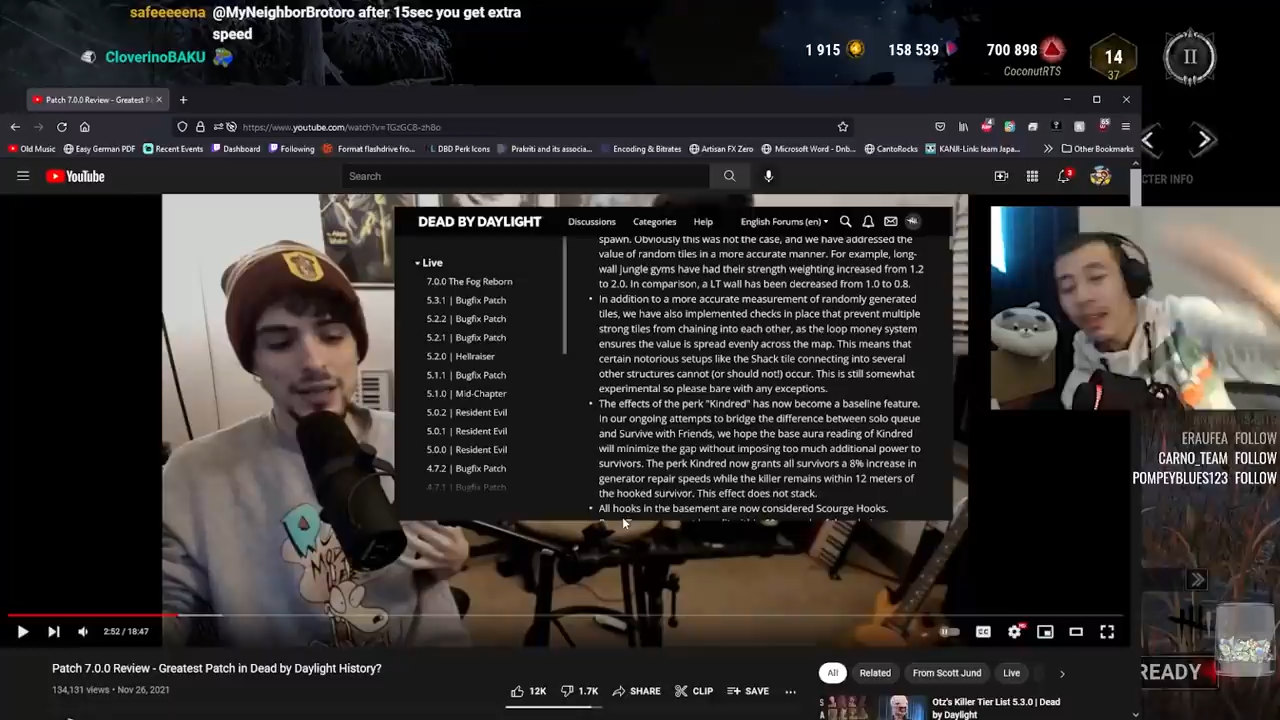 safeeeeena @MyNeighborBrotoro after 15sec you get extra
speed
CloverinoBAKU
1 915 158 539 700 898
CoconutRTS
14
37
II
Patch 7.0.0 Review - Greatest P
https://www.youtube.com/watch?v=TGzGC8-zh8o
Old Music Easy German PDF Recent Events Dashboard Following Format flashdrive fro... DBD Perk Icons Prakriti and its associa... Encoding & Bitrates Artisan FX Zero Microsoft Word - Dnb... CantoRocks KANJI-Link: learn Japa... Other Bookmarks
YouTube
Search
3
CTER INFO
DEAD BY DAYLIGHT Discussions Categories Help English Forums (en)
Live
7.0.0 The Fog Reborn
5.3.1 | Bugfix Patch
5.2.2 | Bugfix Patch
5.2.1 | Bugfix Patch
5.2.0 | Hellraiser
5.1.1 | Bugfix Patch
5.1.0 | Mid-Chapter
5.0.2 | Resident Evil
5.0.1 | Resident Evil
5.0.0 | Resident Evil
4.7.2 | Bugfix Patch
4.7.1 | Bugfix Patch
spawn. Obviously this was not the case, and we have addressed the
value of random tiles in a more accurate manner. For example, long-
wall jungle gyms have had their strength weighting increased from 1.2
to 2.0. In comparison, a LT wall has been decreased from 1.0 to 0.8.
• In addition to a more accurate measurement of randomly generated
tiles, we have also implemented checks in place that prevent multiple
strong tiles from chaining into each other, as the loop money system
ensures the value is spread evenly across the map. This means that
certain notorious setups like the Shack tile connecting into several
other structures cannot (or should not!) occur. This is still somewhat
experimental so please bare with any exceptions.
• The effects of the perk "Kindred" has now become a baseline feature.
In our ongoing attempts to bridge the difference between solo queue
and Survive with Friends, we hope the base aura reading of Kindred
will minimize the gap without imposing too much additional power to
survivors. The perk Kindred now grants all survivors a 8% increase in
generator repair speeds while the killer remains within 12 meters of
the hooked survivor. This effect does not stack.
• All hooks in the basement are now considered Scourge Hooks.
ERAUFEA FOLLOW
CARNO_TEAM FOLLOW
POMPEYBLUES123 FOLLOW
2:52 / 18:47
READY
Patch 7.0.0 Review - Greatest Patch in Dead by Daylight History?
134,131 views • Nov 26, 2021
12K 1.7K SHARE CLIP SAVE
All Related From Scott Jund Live
Otz's Killer Tier List 5.3.0 | Dead
by Daylight